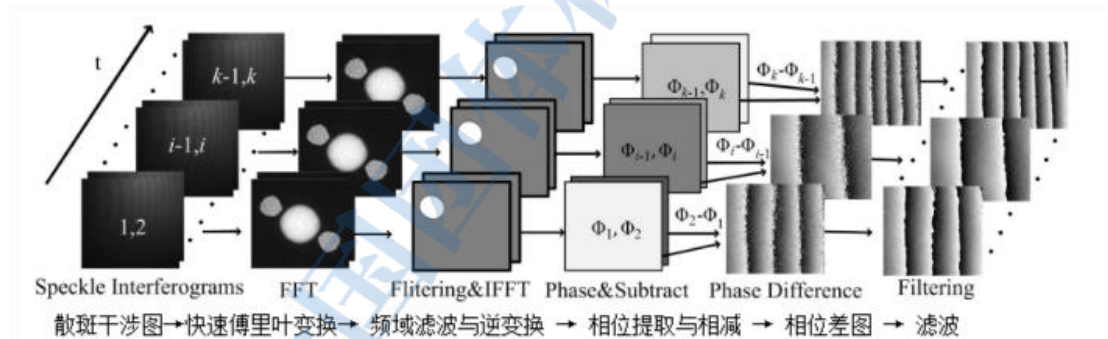 t
k-1,k
i-1,i
1,2
Φk-1,Φk
Φi-1,Φi
Φ1,Φ2
Φk-Φk-1
Φi-Φi-1
Φ2-Φ1
Speckle Interferograms FFT Flitering&IFFT Phase&Subtract Phase Difference Filtering
散斑干涉图→快速傅里叶变换→ 频域滤波与逆变换 → 相位提取与相减 → 相位差图 → 滤波